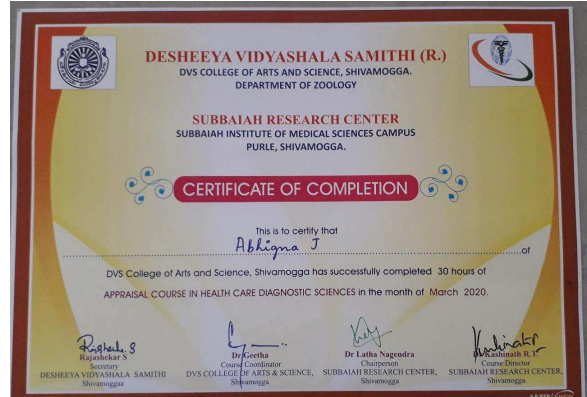 DESHEEYA VIDYASHALA SAMITHI (R.)
DVS COLLEGE OF ARTS AND SCIENCE, SHIVAMOGGA.
DEPARTMENT OF ZOOLOGY
SUBBAIAH RESEARCH CENTER
SUBBAIAH INSTITUTE OF MEDICAL SCIENCES CAMPUS
PURLE, SHIVAMOGGA.
CERTIFICATE OF COMPLETION
This is to certify that
Abhigna J
of
DVS College of Arts and Science, Shivamogga has successfully completed 30 hours of
APPRAISAL COURSE IN HEALTH CARE DIAGNOSTIC SCIENCES in the month of March 2020.
Rajashekar S
Secretary
DESHEEYA VIDYASHALA SAMITHI
Shivamoggaa
Dr Geetha
Course Coordinator
DVS COLLEGE OF ARTS & SCIENCE,
Shivamogga
Dr Latha Nagendra
Chairperson
SUBBAIAH RESEARCH CENTER,
Shivamogga
Dr Kashinath R.T.
Course Director
SUBBAIAH RESEARCH CENTER,
Shivamogga